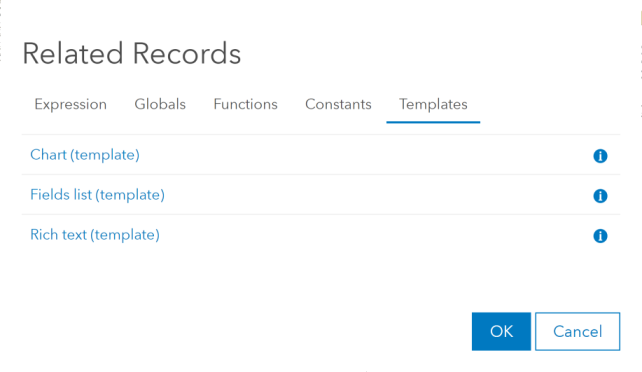 Related Records
Expression Globals Functions Constants Templates
Chart (template)
Fields list (template)
Rich text (template)
OK Cancel